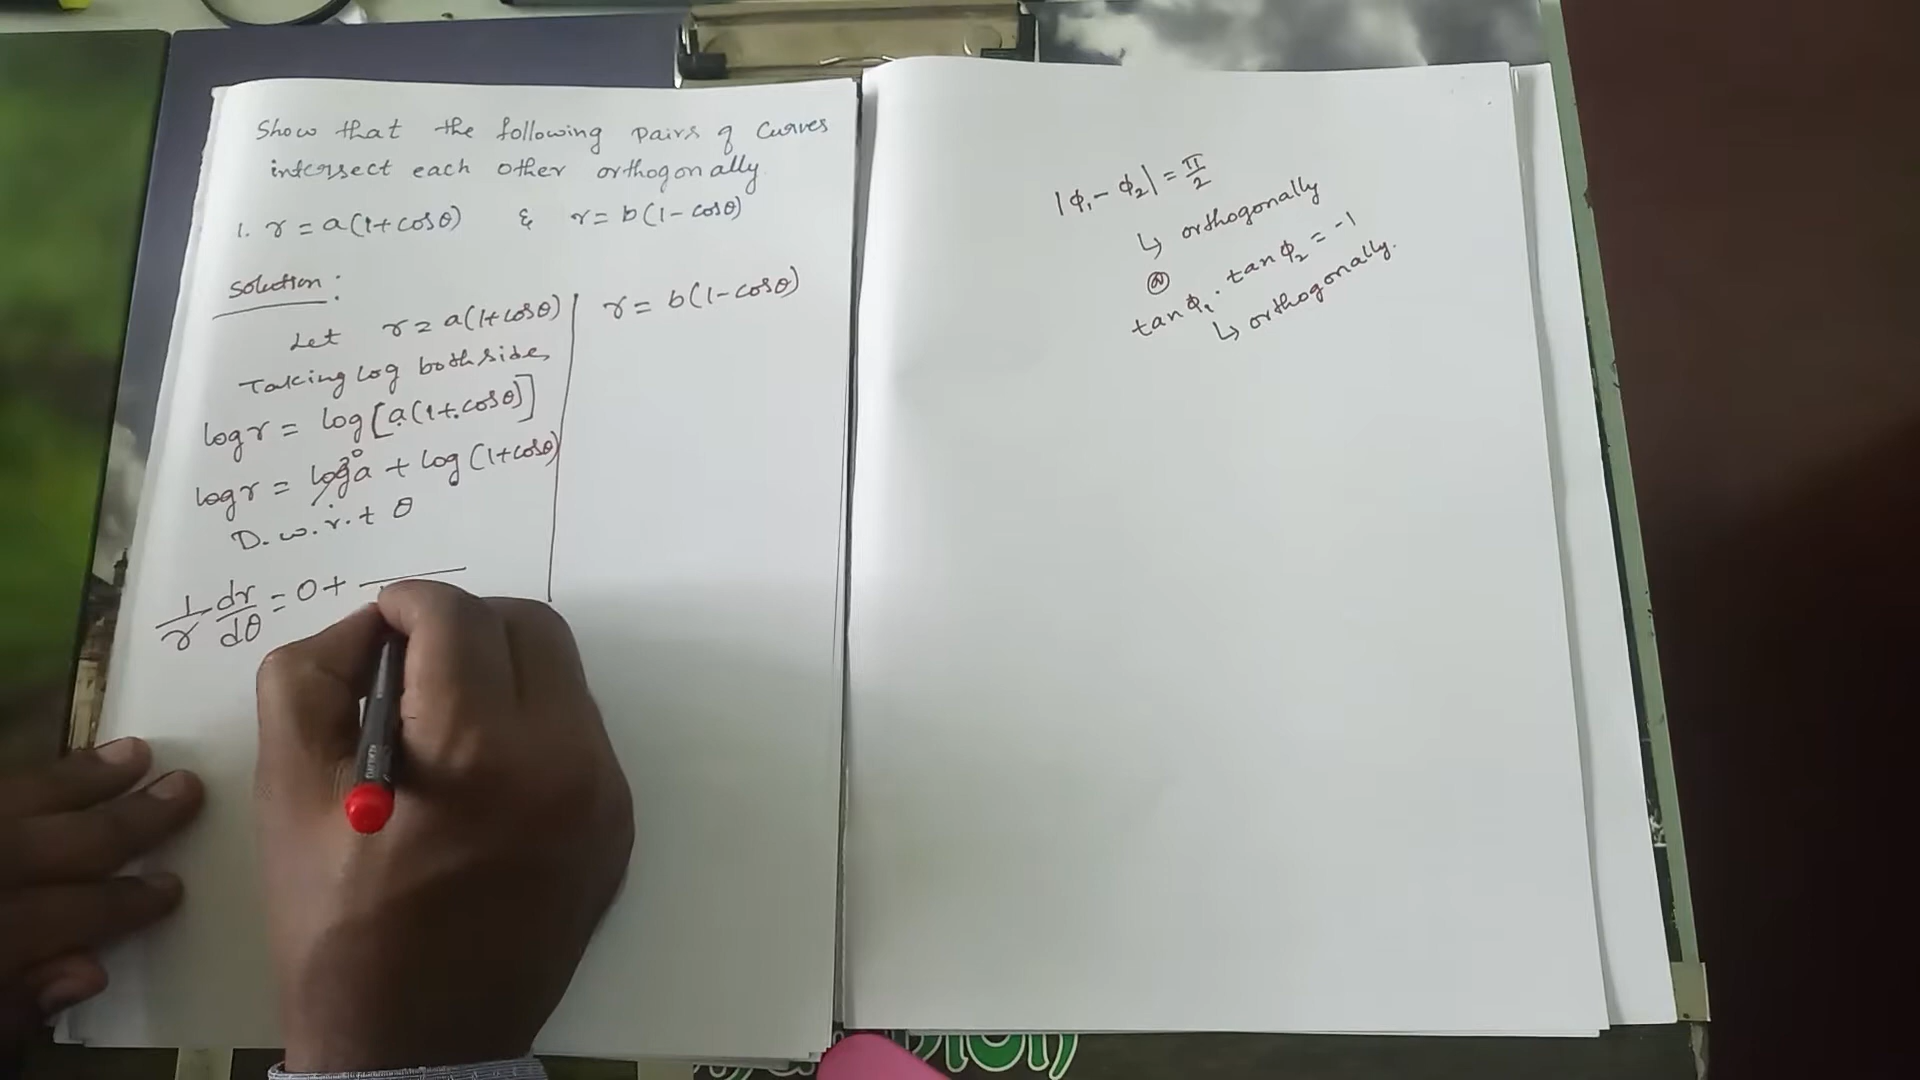 Show that the following pairs of curves
intersect each other orthogonally.
1. r = a(1+cosθ) & r = b(1-cosθ)
Solution:
Let r = a(1+cosθ)
Taking log both sides
log r = log[a(1+cosθ)]
log r = log a + log(1+cosθ)
D. w. r. t θ
1/r dr/dθ = 0 +
r = b(1-cosθ)
|ϕ₁ - ϕ₂| = π/2
↳ orthogonally
tan ϕ₁ . tan ϕ₂ = -1
↳ orthogonally.